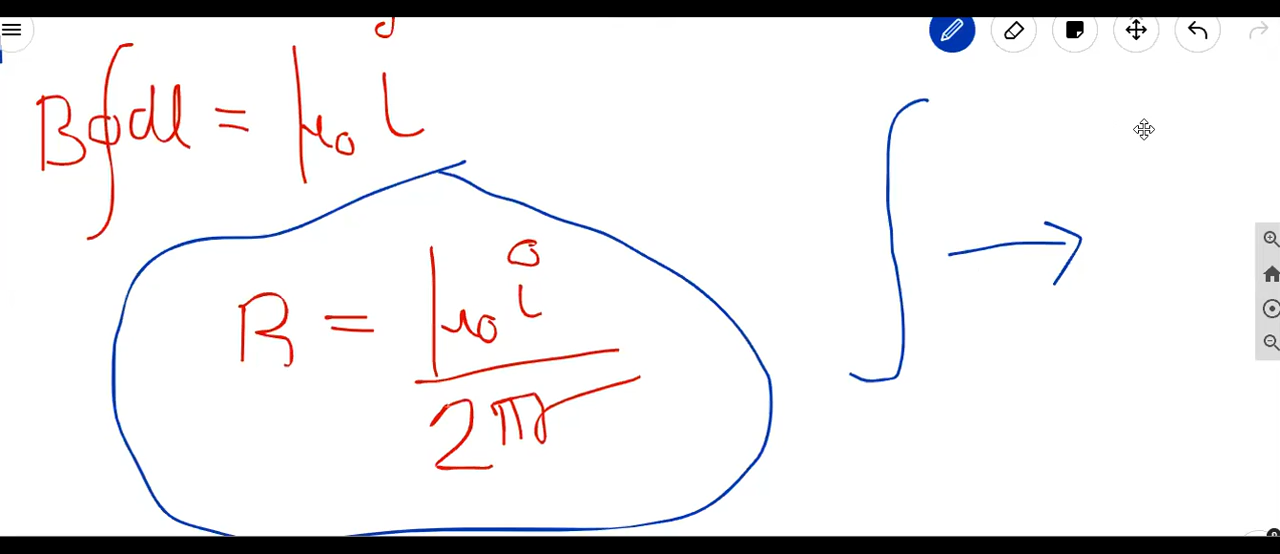 B∮dl = μ₀ i
B = μ₀ i / 2πr